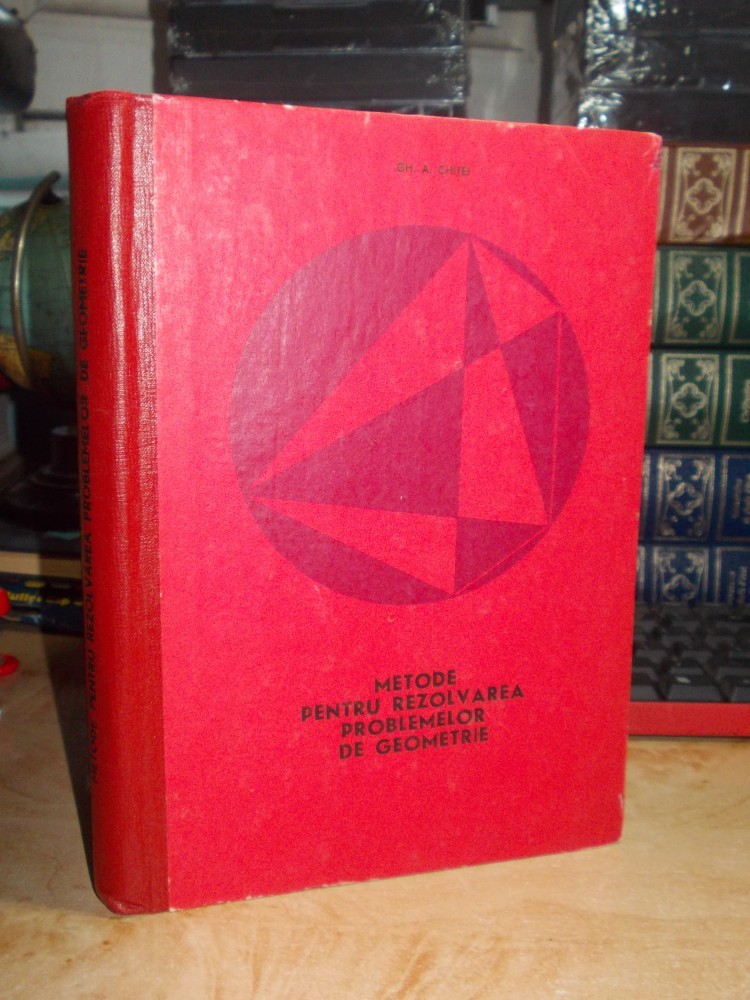 GH. A. CHIȚEI
METODE
PENTRU REZOLVAREA
PROBLEMELOR
DE GEOMETRIE
METODE PENTRU REZOLVAREA PROBLEMELOR DE GEOMETRIE